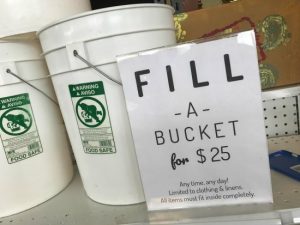 FILL
-A-
BUCKET
for $25
Any time, any day!
Limited to clothing & linens.
All items must fit inside completely.
WARNING
AVISO
FOOD SAFE
WARNING
AVISO
FOOD SAFE